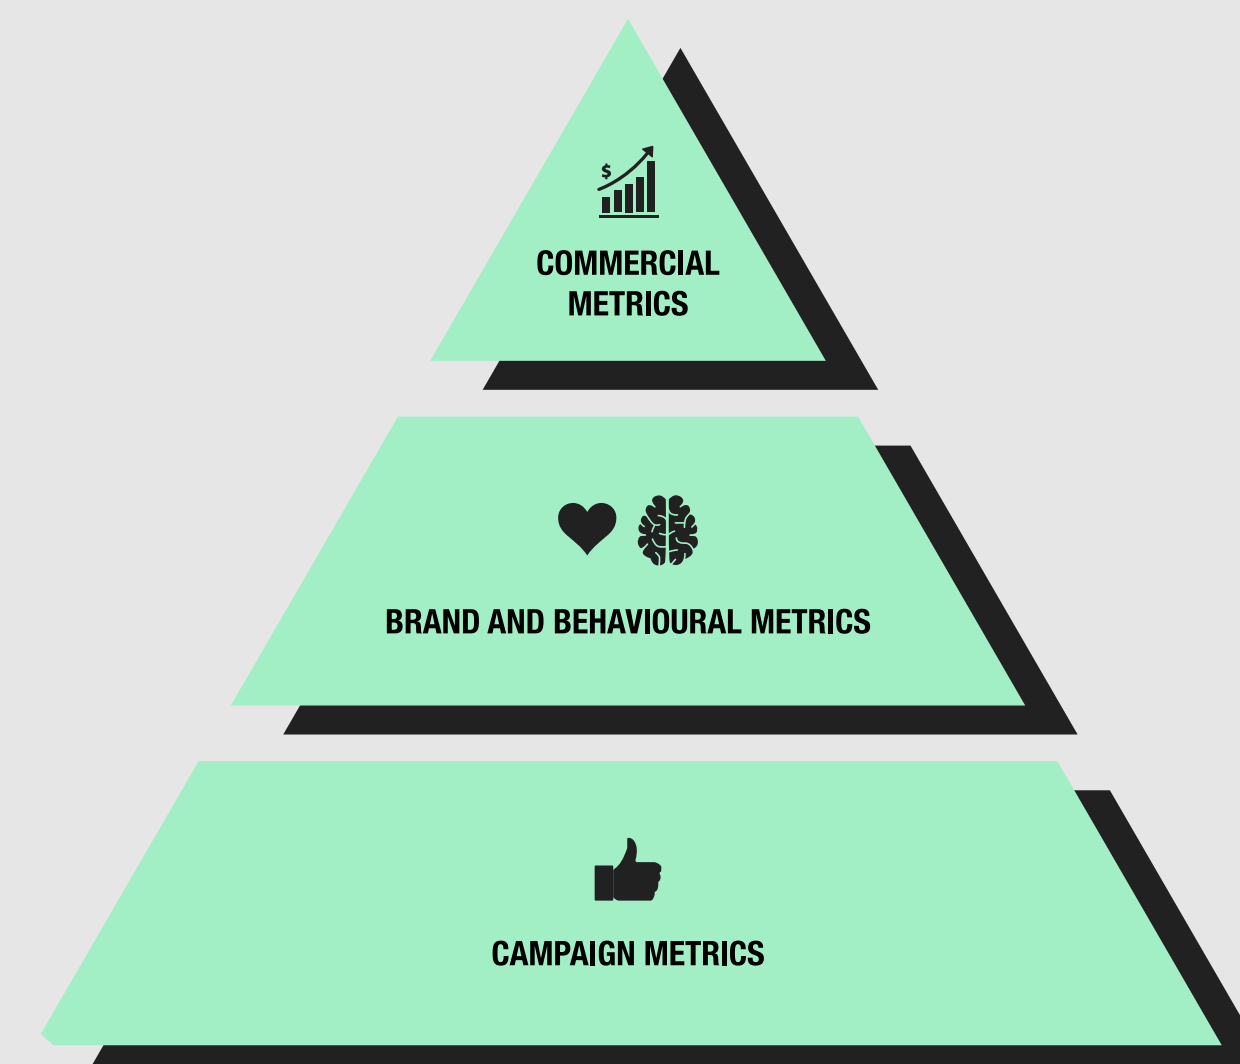 $
COMMERCIAL
METRICS
BRAND AND BEHAVIOURAL METRICS
CAMPAIGN METRICS